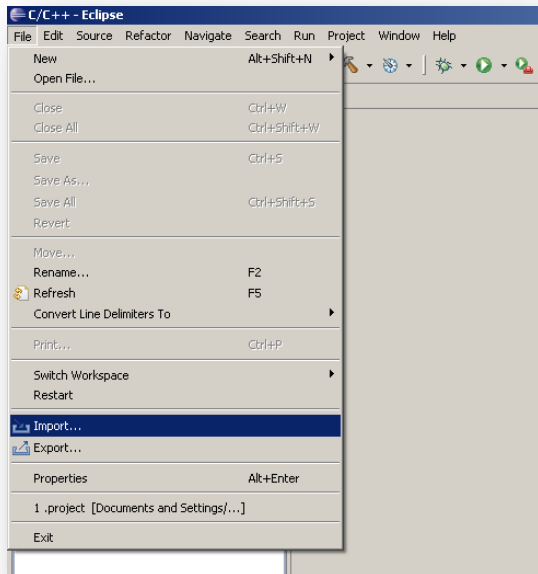 C/C++ - Eclipse
File Edit Source Refactor Navigate Search Run Project Window Help
New Alt+Shift+N
Open File...
Close Ctrl+W
Close All Ctrl+Shift+W
Save Ctrl+S
Save As...
Save All Ctrl+Shift+S
Revert
Move...
Rename... F2
Refresh F5
Convert Line Delimiters To
Print... Ctrl+P
Switch Workspace
Restart
Import...
Export...
Properties Alt+Enter
1 .project [Documents and Settings/...]
Exit